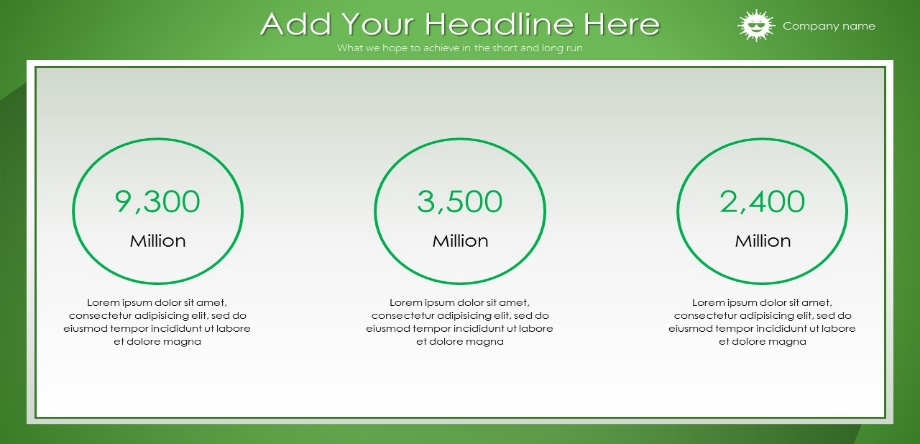 Add Your Headline Here
Company name
What we hope to achieve in the short and long run
9,300
Million
Lorem ipsum dolor sit amet,
consectetur adipisicing elit, sed do
eiusmod tempor incididunt ut labore
et dolore magna
3,500
Million
Lorem ipsum dolor sit amet,
consectetur adipisicing elit, sed do
eiusmod tempor incididunt ut labore
et dolore magna
2,400
Million
Lorem ipsum dolor sit amet,
consectetur adipisicing elit, sed do
eiusmod tempor incididunt ut labore
et dolore magna